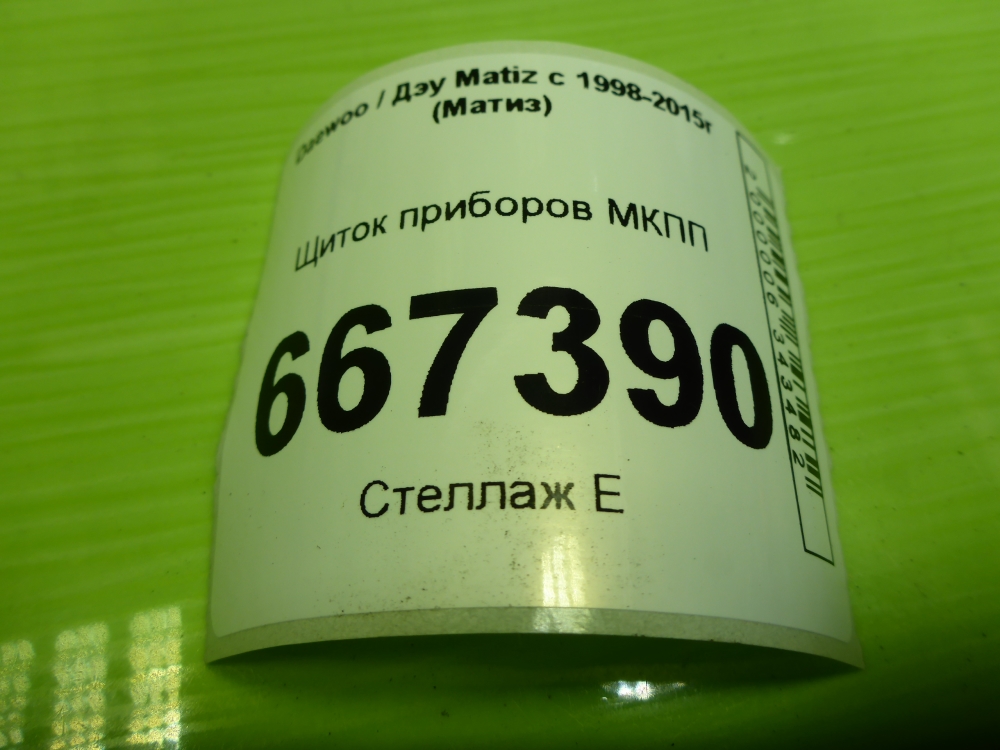 Daewoo / Дэу Matiz с 1998-2015г
(Матиз)
Щиток приборов МКПП
667390
Стеллаж Е
2000006343482